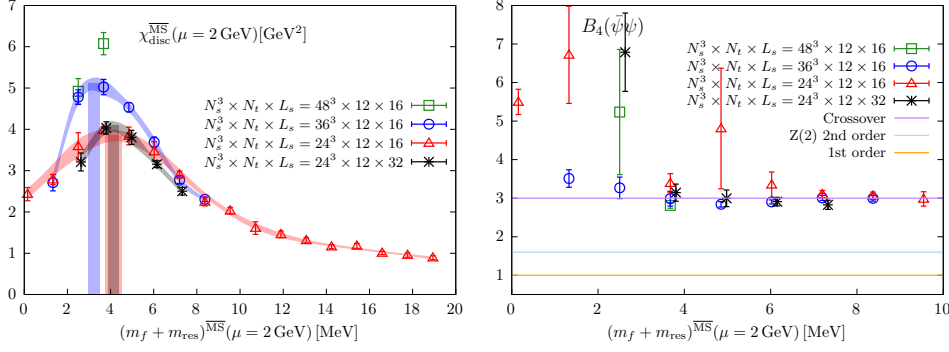 χ_disc^{\overline{MS}}(μ = 2 GeV)[GeV²]
N_s³ × N_t × L_s = 48³ × 12 × 16
N_s³ × N_t × L_s = 36³ × 12 × 16
N_s³ × N_t × L_s = 24³ × 12 × 16
N_s³ × N_t × L_s = 24³ × 12 × 32
7
6
5
4
3
2
1
0
0 2 4 6 8 10 12 14 16 18 20
(m_f + m_res)^{\overline{MS}}(μ = 2 GeV) [MeV]
B₄(ψ̄ψ)
N_s³ × N_t × L_s = 48³ × 12 × 16
N_s³ × N_t × L_s = 36³ × 12 × 16
N_s³ × N_t × L_s = 24³ × 12 × 16
N_s³ × N_t × L_s = 24³ × 12 × 32
Crossover
Z(2) 2nd order
1st order
8
7
6
5
4
3
2
1
0 2 4 6 8 10
(m_f + m_res)^{\overline{MS}}(μ = 2 GeV) [MeV]